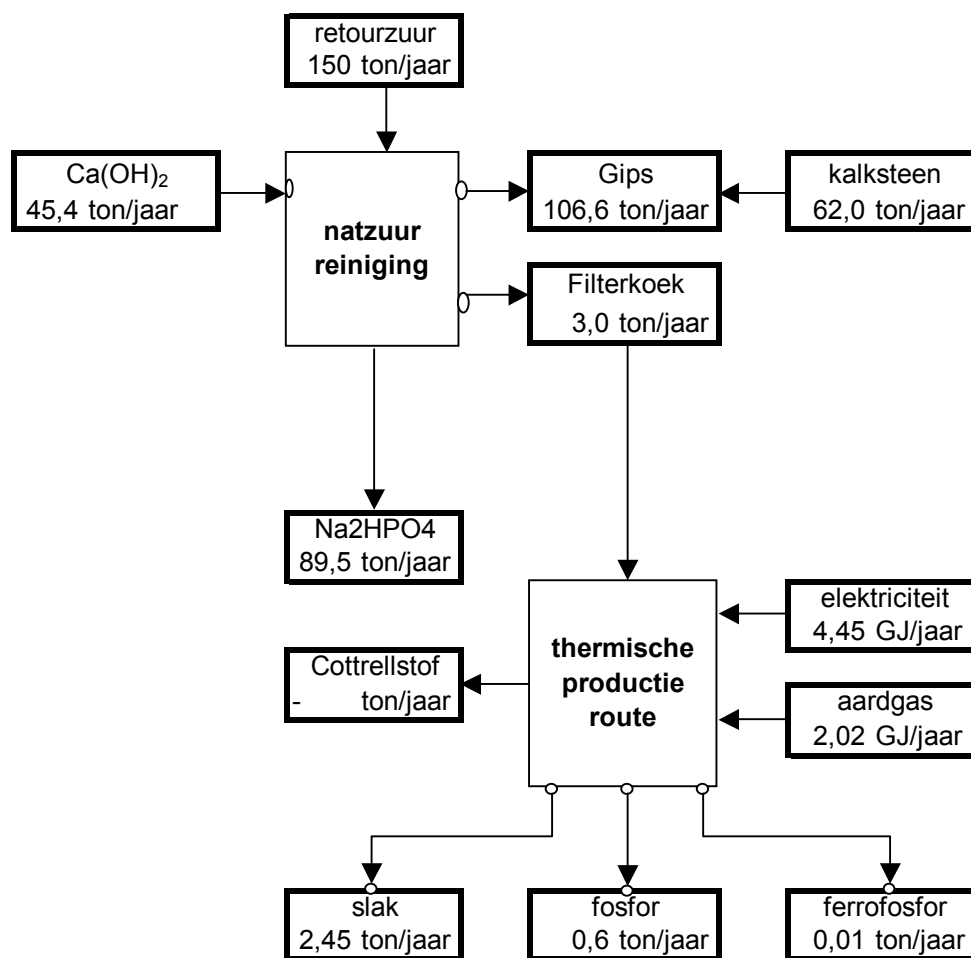 retourzuur
150 ton/jaar
Ca(OH)₂
45,4 ton/jaar
natzuur
reiniging
Gips
106,6 ton/jaar
kalksteen
62,0 ton/jaar
Filterkoek
3,0 ton/jaar
Na2HPO4
89,5 ton/jaar
thermische
productie
route
elektriciteit
4,45 GJ/jaar
Cottrellstof
- ton/jaar
aardgas
2,02 GJ/jaar
slak
2,45 ton/jaar
fosfor
0,6 ton/jaar
ferrofosfor
0,01 ton/jaar